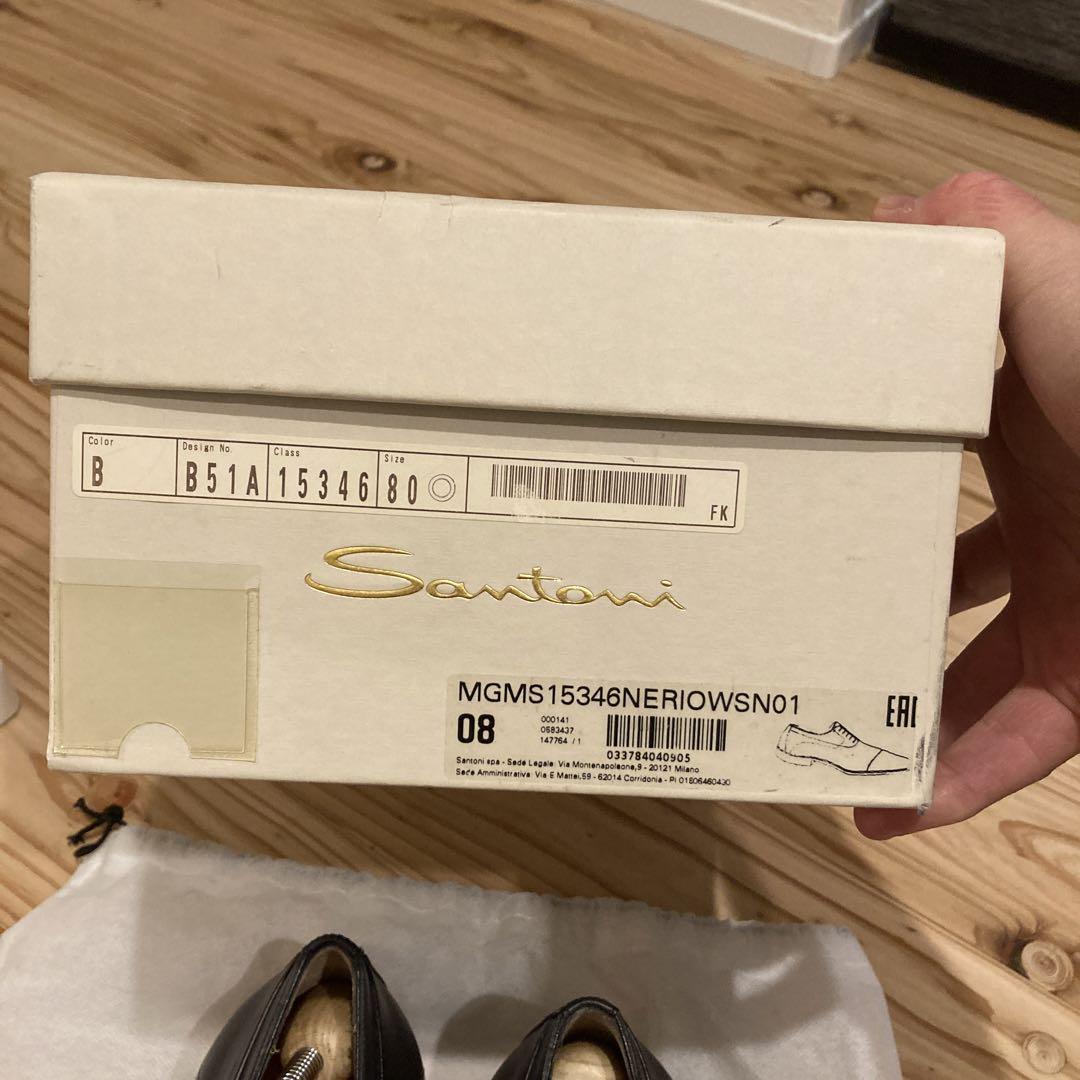 Color Design No. Class Size
B B51A 15346 80
FK
Santoni
MGMS15346NERIOWSN01
08
000141
0583437
147764 / 1
033784040905
EAC
Santoni spa - Sede Legale: Via Montenapoleone,9 - 20121 Milano
Sede Amministrativa: Via E Mattei,59 - 62014 Corridonia - PI 01806460430